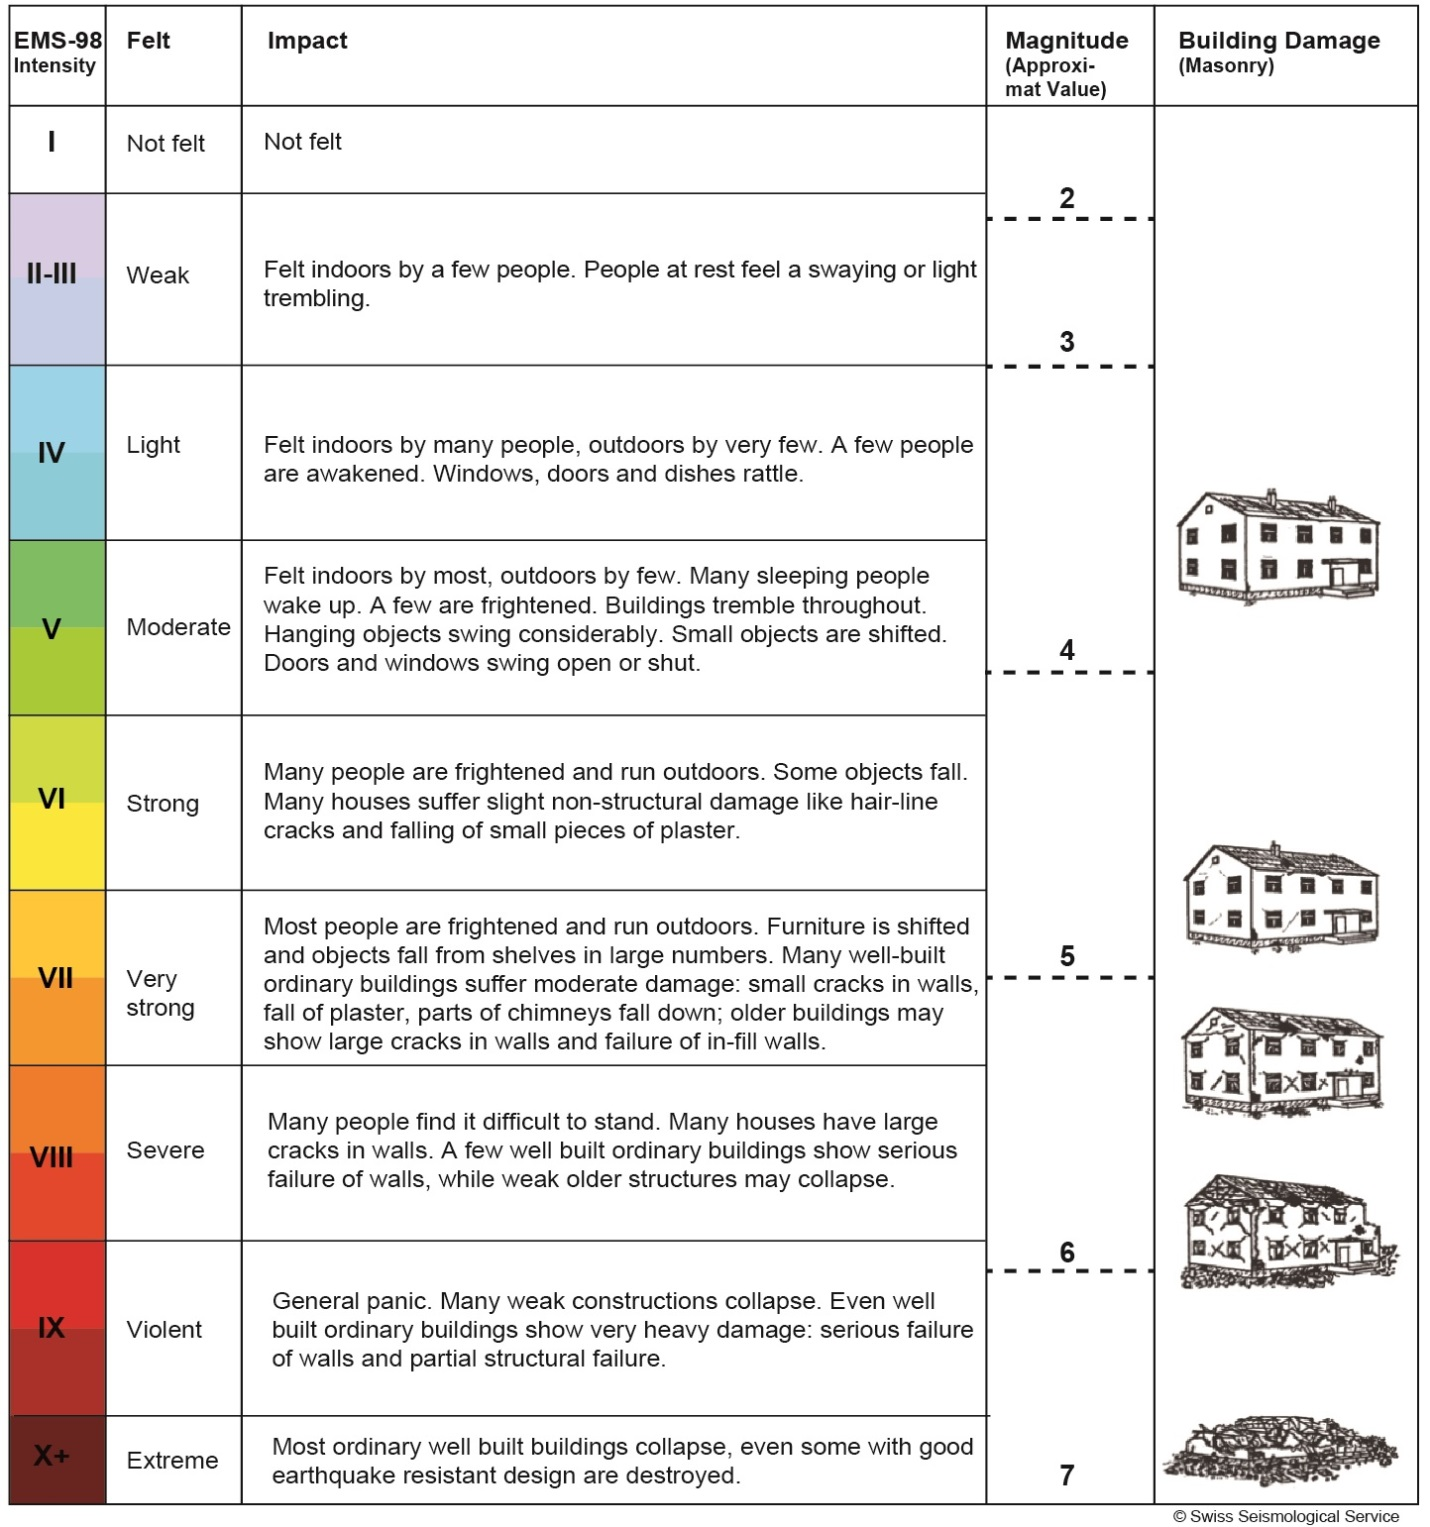 EMS-98
Intensity
Felt
Impact
Magnitude
(Approxi-
mat Value)
Building Damage
(Masonry)
I
Not felt
Not felt
2
II-III
Weak
Felt indoors by a few people. People at rest feel a swaying or light
trembling.
3
IV
Light
Felt indoors by many people, outdoors by very few. A few people
are awakened. Windows, doors and dishes rattle.
V
Moderate
Felt indoors by most, outdoors by few. Many sleeping people
wake up. A few are frightened. Buildings tremble throughout.
Hanging objects swing considerably. Small objects are shifted.
Doors and windows swing open or shut.
4
VI
Strong
Many people are frightened and run outdoors. Some objects fall.
Many houses suffer slight non-structural damage like hair-line
cracks and falling of small pieces of plaster.
VII
Very
strong
Most people are frightened and run outdoors. Furniture is shifted
and objects fall from shelves in large numbers. Many well-built
ordinary buildings suffer moderate damage: small cracks in walls,
fall of plaster, parts of chimneys fall down; older buildings may
show large cracks in walls and failure of in-fill walls.
5
VIII
Severe
Many people find it difficult to stand. Many houses have large
cracks in walls. A few well built ordinary buildings show serious
failure of walls, while weak older structures may collapse.
6
IX
Violent
General panic. Many weak constructions collapse. Even well
built ordinary buildings show very heavy damage: serious failure
of walls and partial structural failure.
X+
Extreme
Most ordinary well built buildings collapse, even some with good
earthquake resistant design are destroyed.
7
© Swiss Seismological Service